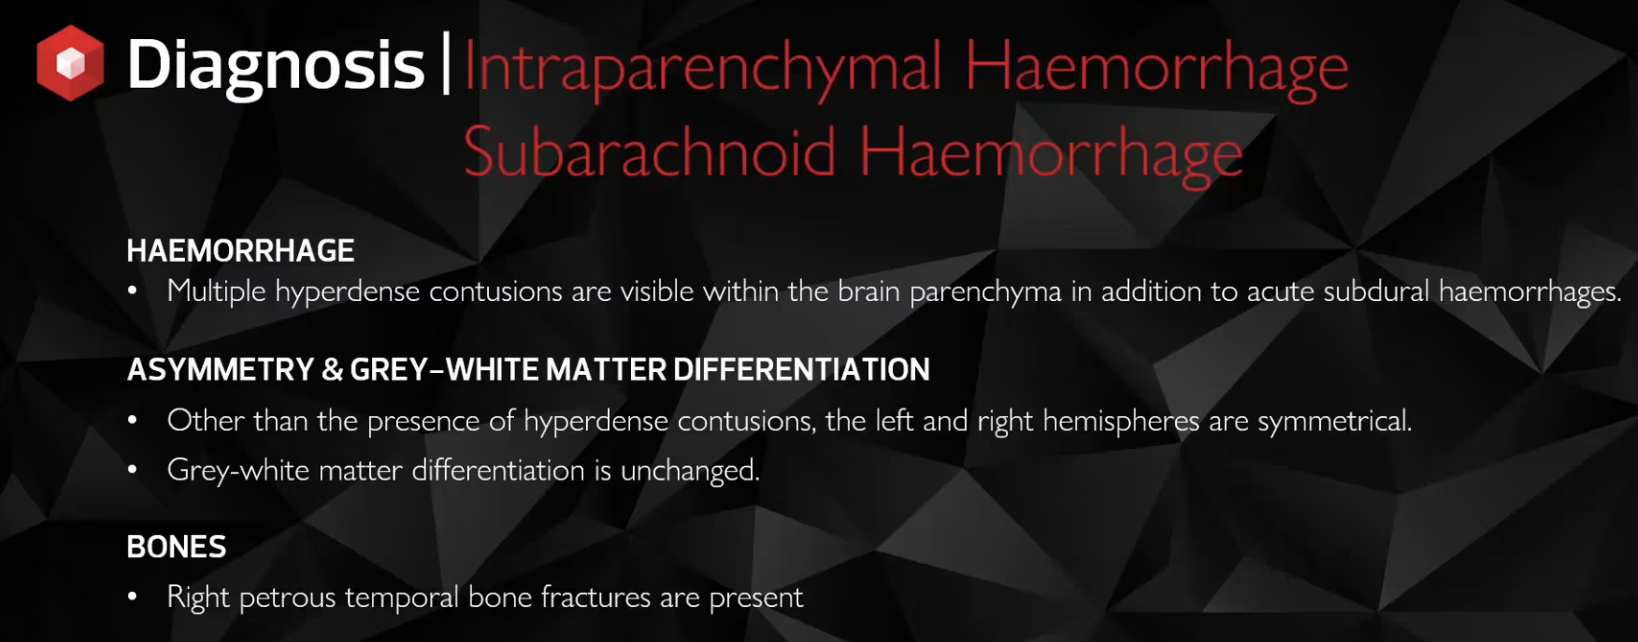 Diagnosis | Intraparenchymal Haemorrhage
Subarachnoid Haemorrhage
HAEMORRHAGE
• Multiple hyperdense contusions are visible within the brain parenchyma in addition to acute subdural haemorrhages.
ASYMMETRY & GREY–WHITE MATTER DIFFERENTIATION
• Other than the presence of hyperdense contusions, the left and right hemispheres are symmetrical.
• Grey-white matter differentiation is unchanged.
BONES
• Right petrous temporal bone fractures are present